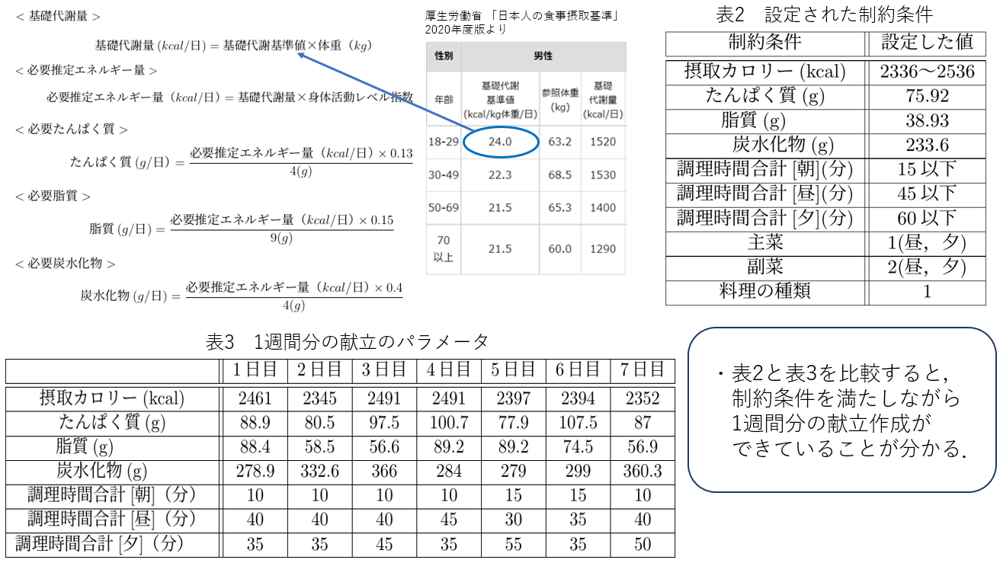 < 基礎代謝量 >
基礎代謝量 (kcal/日) = 基礎代謝基準値×体重（kg）
< 必要推定エネルギー量 >
必要推定エネルギー量（kcal/日）= 基礎代謝量×身体活動レベル指数
< 必要たんぱく質 >
たんぱく質 (g/日) = 必要推定エネルギー量（kcal/日）× 0.13 / 4(g)
< 必要脂質 >
脂質 (g/日) = 必要推定エネルギー量（kcal/日）× 0.15 / 9(g)
< 必要炭水化物 >
炭水化物 (g/日) = 必要推定エネルギー量（kcal/日）× 0.4 / 4(g)
厚生労働省 「日本人の食事摂取基準」
2020年度版より
性別 男性
年齢 基礎代謝基準値(kcal/kg体重/日) 参照体重(kg) 基礎代謝量(kcal/日)
18-29 24.0 63.2 1520
30-49 22.3 68.5 1530
50-69 21.5 65.3 1400
70以上 21.5 60.0 1290
表2　設定された制約条件
制約条件 設定した値
摂取カロリー (kcal) 2336～2536
たんぱく質 (g) 75.92
脂質 (g) 38.93
炭水化物 (g) 233.6
調理時間合計 [朝](分) 15 以下
調理時間合計 [昼](分) 45 以下
調理時間合計 [夕](分) 60 以下
主菜 1(昼，夕)
副菜 2(昼，夕)
料理の種類 1
表3　1週間分の献立のパラメータ
1 日目 2 日目 3 日目 4 日目 5 日目 6 日目 7 日目
摂取カロリー (kcal) 2461 2345 2491 2491 2397 2394 2352
たんぱく質 (g) 88.9 80.5 97.5 100.7 77.9 107.5 87
脂質 (g) 88.4 58.5 56.6 89.2 89.2 74.5 56.9
炭水化物 (g) 278.9 332.6 366 284 279 299 360.3
調理時間合計 [朝]（分） 10 10 10 10 15 15 10
調理時間合計 [昼]（分） 40 40 40 45 30 35 40
調理時間合計 [夕]（分） 35 35 45 35 55 35 50
・表2と表3を比較すると，
制約条件を満たしながら
1週間分の献立作成が
できていることが分かる．